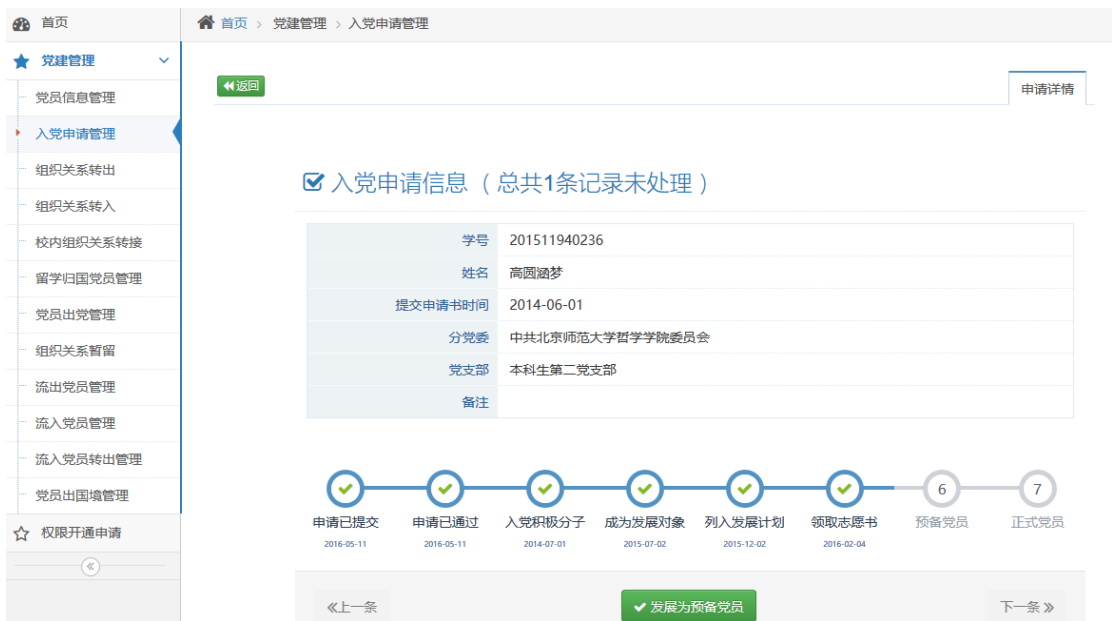 首页
党建管理
党员信息管理
入党申请管理
组织关系转出
组织关系转入
校内组织关系转接
留学归国党员管理
党员出党管理
组织关系暂留
流出党员管理
流入党员管理
流入党员转出管理
党员出国境管理
权限开通申请
首页 > 党建管理 > 入党申请管理
返回
申请详情
入党申请信息（总共1条记录未处理）
学号 201511940236
姓名 高圆涵梦
提交申请书时间 2014-06-01
分党委 中共北京师范大学哲学学院委员会
党支部 本科生第二党支部
备注
6 7
申请已提交 申请已通过 入党积极分子 成为发展对象 列入发展计划 领取志愿书 预备党员 正式党员
2016-05-11 2016-05-11 2014-07-01 2015-07-02 2015-12-02 2016-02-04
《上一条 发展为预备党员 下一条》